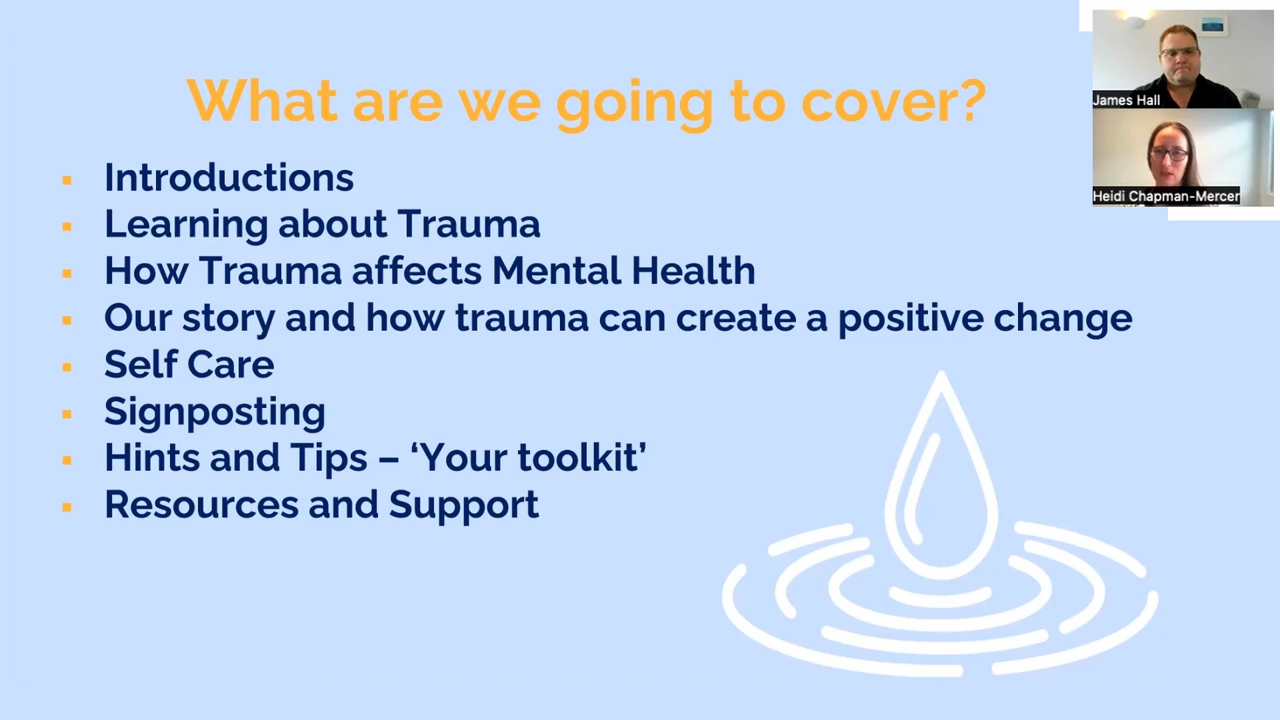 What are we going to cover?
Introductions
Learning about Trauma
How Trauma affects Mental Health
Our story and how trauma can create a positive change
Self Care
Signposting
Hints and Tips – ‘Your toolkit’
Resources and Support
James Hall
Heidi Chapman-Mercer